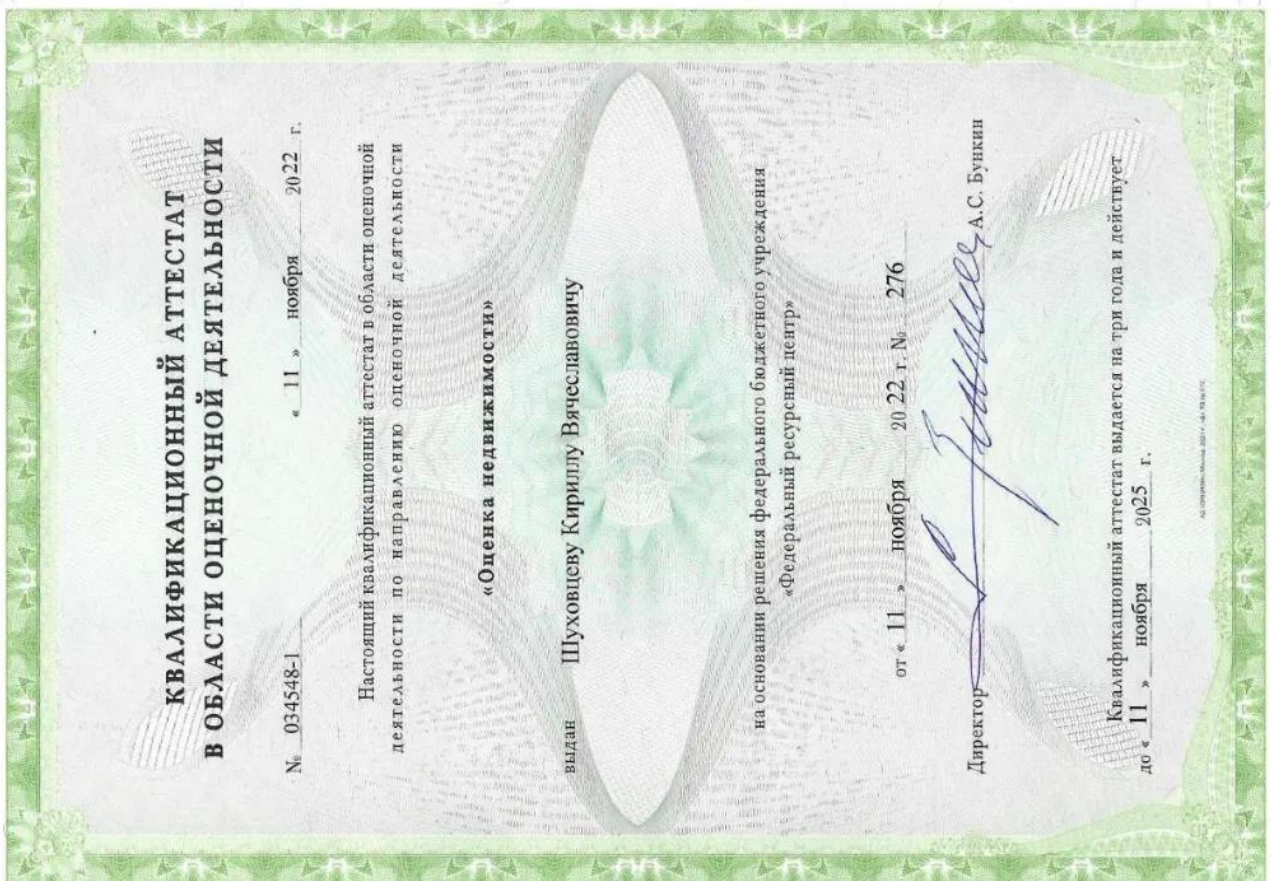 КВАЛИФИКАЦИОННЫЙ АТТЕСТАТ
В ОБЛАСТИ ОЦЕНОЧНОЙ ДЕЯТЕЛЬНОСТИ
№ 034548-1 « 11 » ноября 2022 г.
Настоящий квалификационный аттестат в области оценочной
деятельности по направлению оценочной деятельности
«Оценка недвижимости»
выдан Шуховцеву Кириллу Вячеславовичу
на основании решения федерального бюджетного учреждения
«Федеральный ресурсный центр»
от « 11 » ноября 20 22 г. № 276
Директор А.С. Бункин
Квалификационный аттестат выдается на три года и действует
до « 11 » ноября 2025 г.